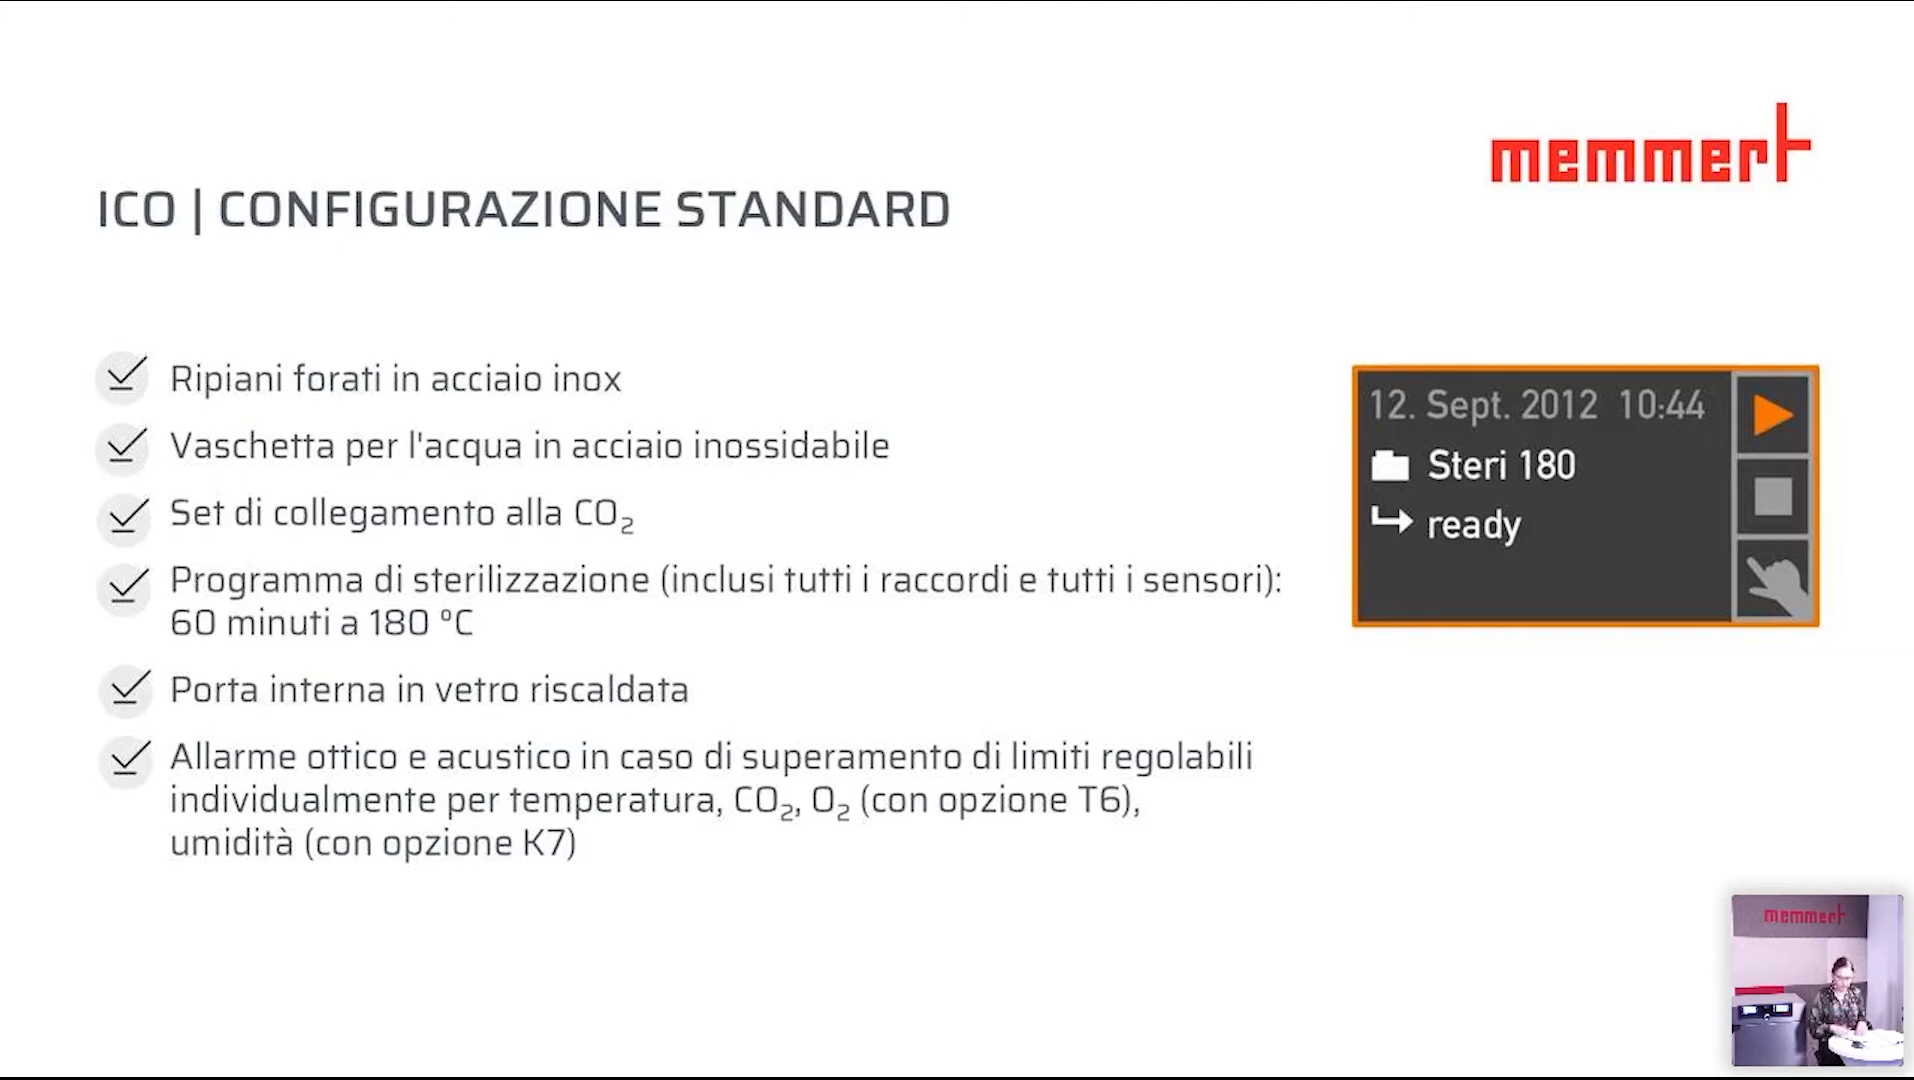 memmert
ICO | CONFIGURAZIONE STANDARD
Ripiani forati in acciaio inox
Vaschetta per l'acqua in acciaio inossidabile
Set di collegamento alla CO₂
Programma di sterilizzazione (inclusi tutti i raccordi e tutti i sensori):
60 minuti a 180 °C
Porta interna in vetro riscaldata
Allarme ottico e acustico in caso di superamento di limiti regolabili
individualmente per temperatura, CO₂, O₂ (con opzione T6),
umidità (con opzione K7)
12. Sept. 2012 10:44
Steri 180
ready
memmert